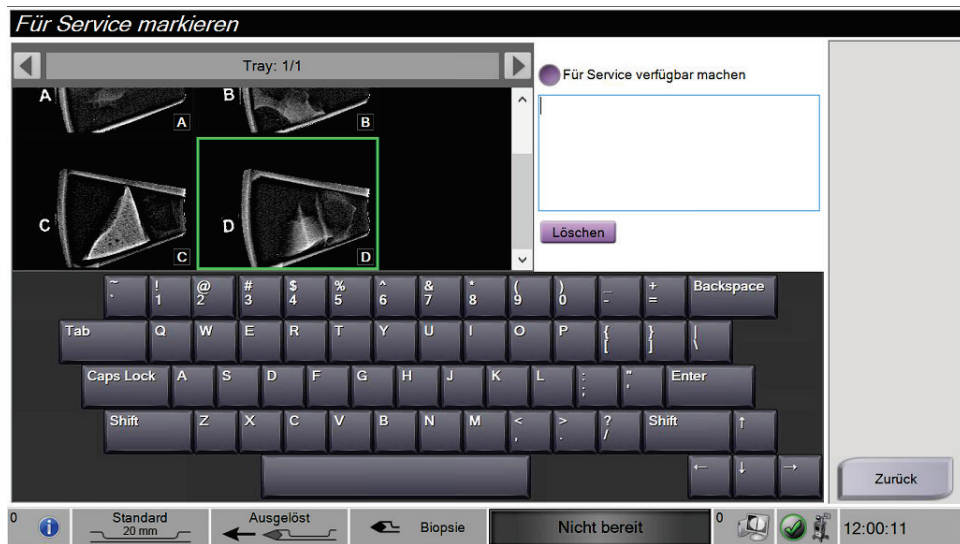 Für Service markieren
Tray: 1/1
Für Service verfügbar machen
A
A
B
B
C
C
D
D
Löschen
~ ! @ # $ % ^ & * ( ) _ + Backspace
` 1 2 3 4 5 6 7 8 9 0 - =
Tab Q W E R T Y U I O P { } |
[ ] \
Caps Lock A S D F G H J K L : " Enter
; '
Shift Z X C V B N M < > ? Shift ↑
, . /
← ↓ →
Zurück
0 i Standard Ausgelöst Biopsie Nicht bereit 0 12:00:11
20 mm